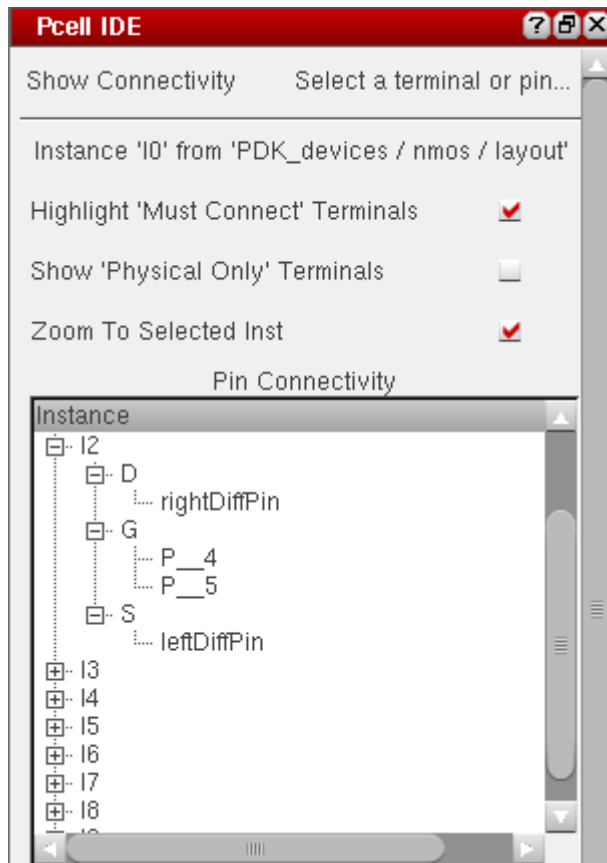 Pcell IDE
Show Connectivity Select a terminal or pin...
Instance 'I0' from 'PDK_devices / nmos / layout'
Highlight 'Must Connect' Terminals
Show 'Physical Only' Terminals
Zoom To Selected Inst
Pin Connectivity
Instance
I2
D
rightDiffPin
G
P__4
P__5
S
leftDiffPin
I3
I4
I5
I6
I7
I8